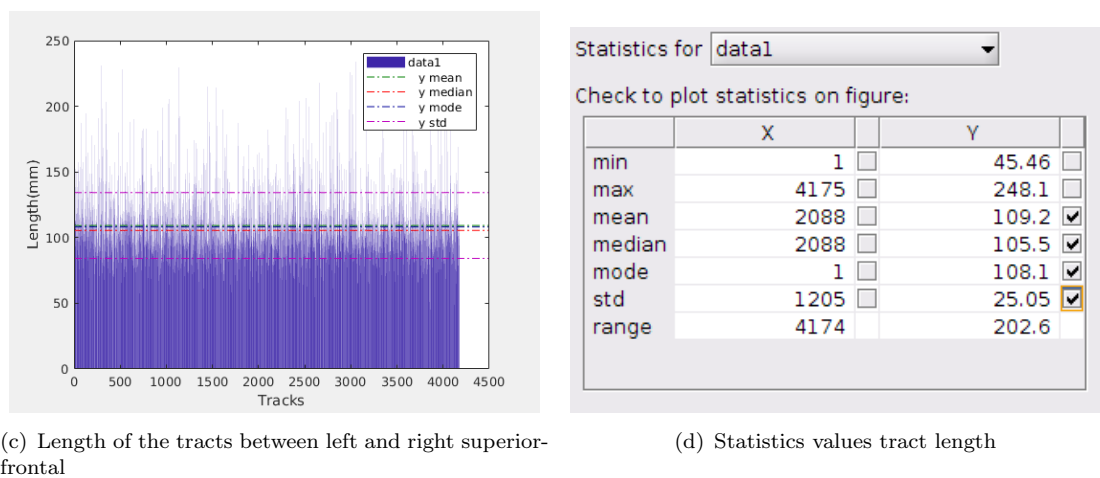 250
200
150
100
50
0
Length(mm)
0 500 1000 1500 2000 2500 3000 3500 4000 4500
Tracks
data1
y mean
y median
y mode
y std
(c) Length of the tracts between left and right superior-
frontal
Statistics for data1
Check to plot statistics on figure:
X Y
min 1 45.46
max 4175 248.1
mean 2088 109.2
median 2088 105.5
mode 1 108.1
std 1205 25.05
range 4174 202.6
(d) Statistics values tract length